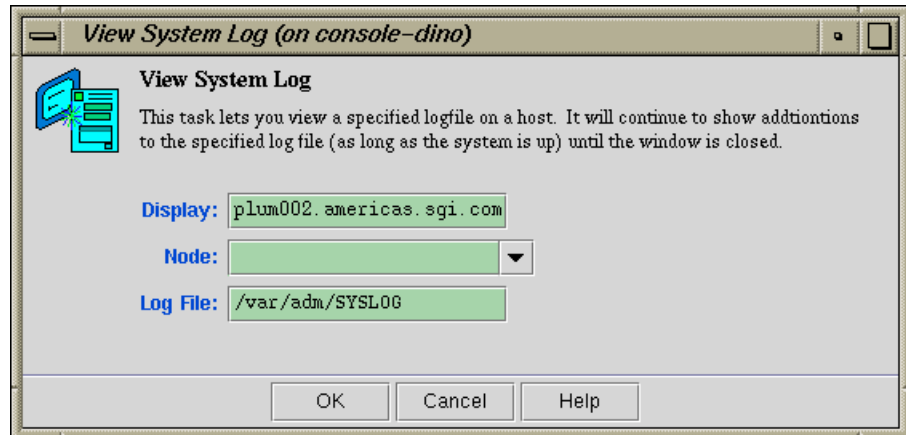 View System Log (on console-dino)
View System Log
This task lets you view a specified logfile on a host. It will continue to show addtiontions
to the specified log file (as long as the system is up) until the window is closed.
Display: plum002.americas.sgi.com
Node:
Log File: /var/adm/SYSLOG
OK Cancel Help